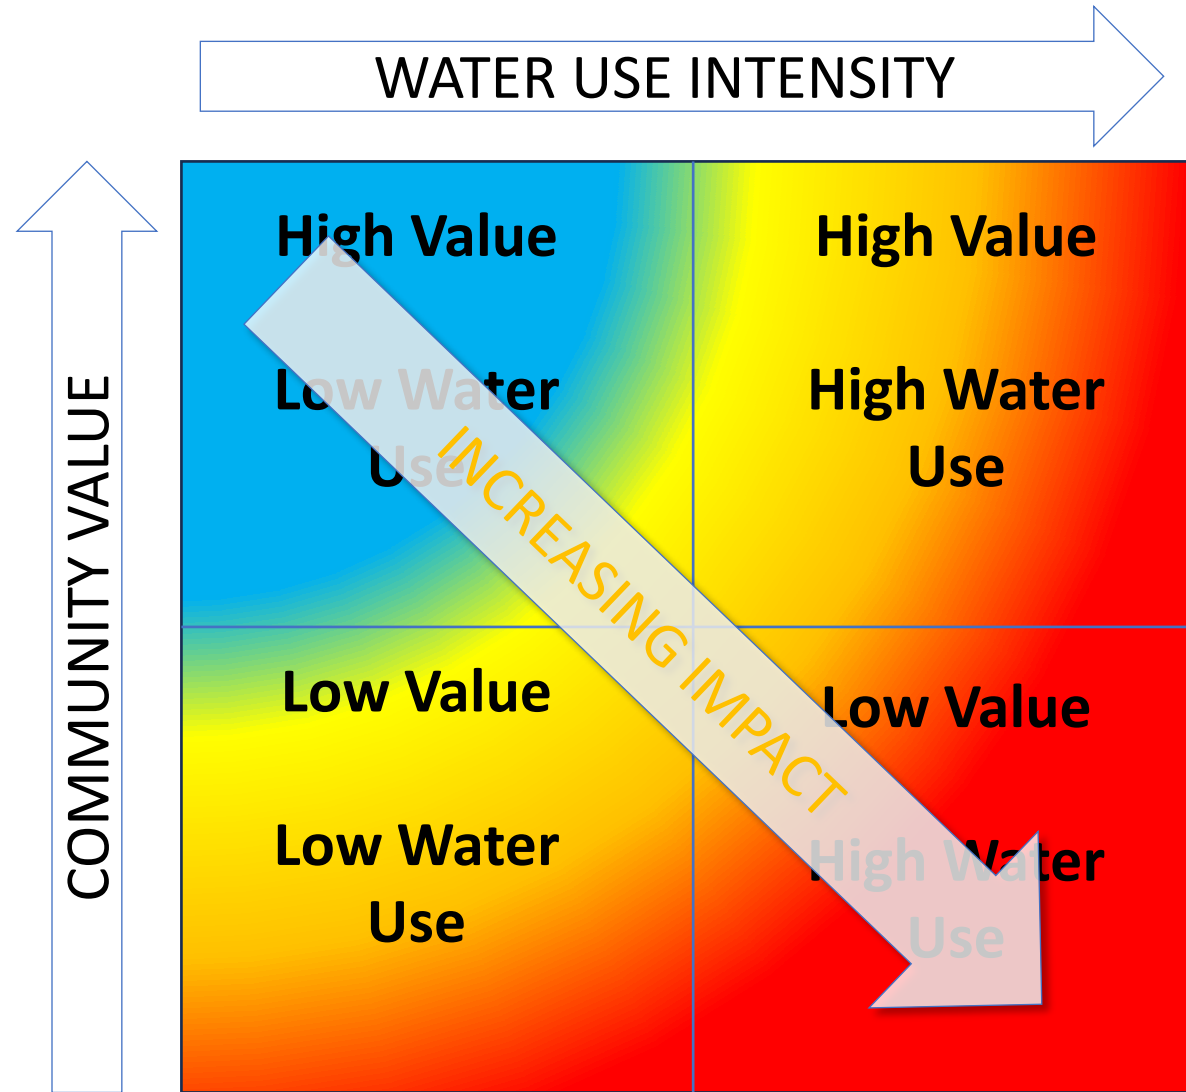 WATER USE INTENSITY
COMMUNITY VALUE
High Value
Low Water
Use
High Value
High Water
Use
INCREASING IMPACT
Low Value
Low Water
Use
Low Value
High Water
Use